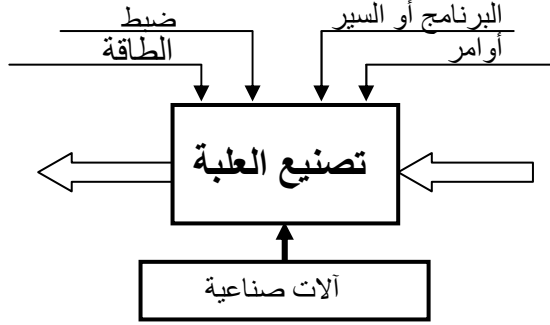 البرنامج أو السير
ضبط
أوامر
الطاقة
تصنيع العلبة
آلات صناعية